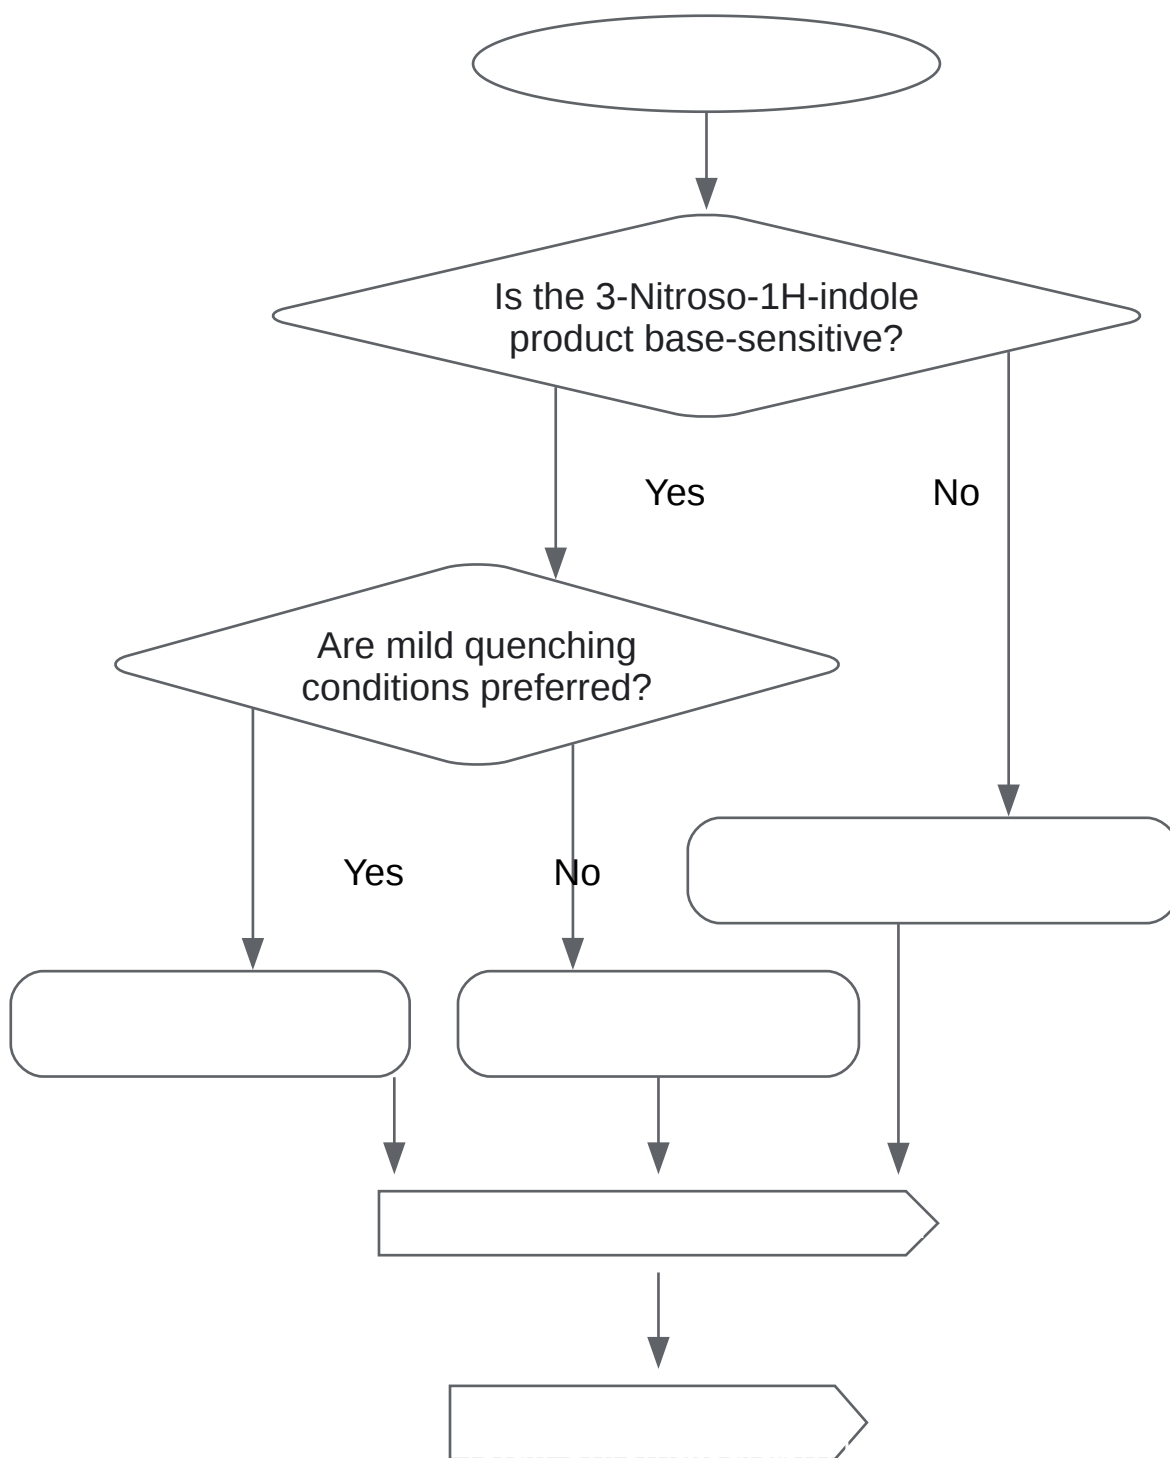 Is the 3-Nitroso-1H-indole
product base-sensitive?
Yes
No
Are mild quenching
conditions preferred?
Yes
No